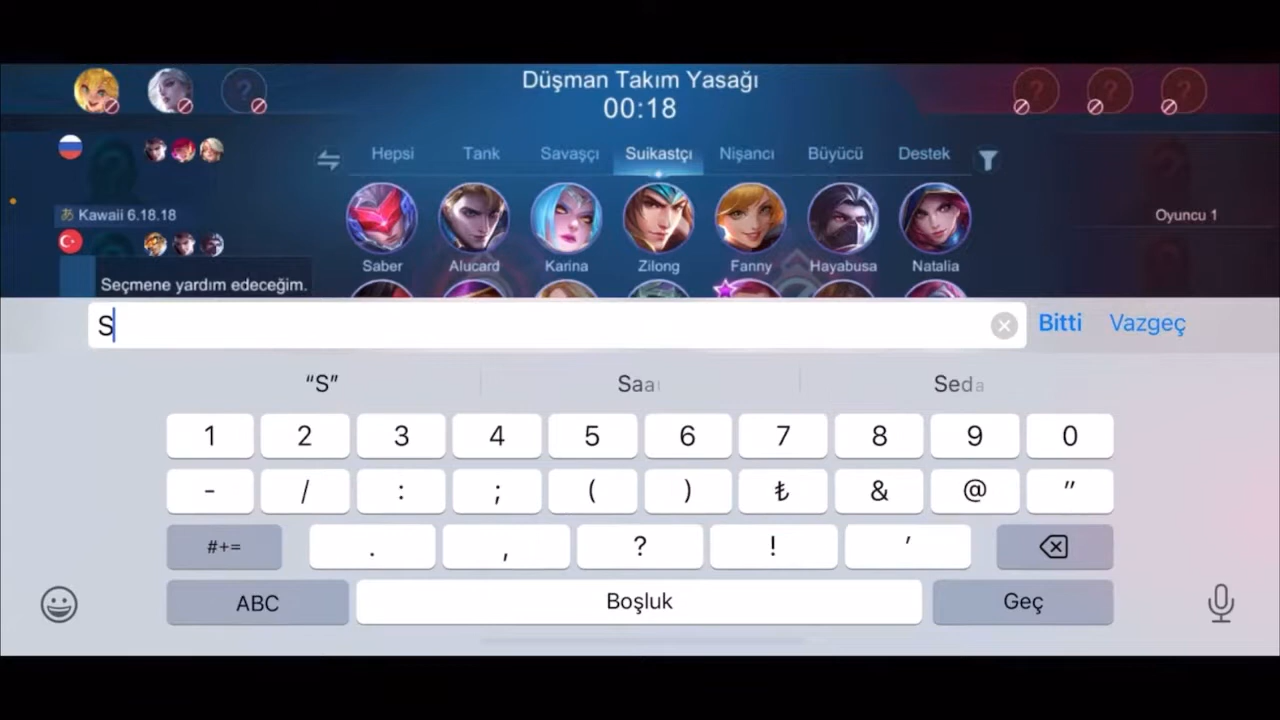 Düşman Takım Yasağı
00:18
Hepsi Tank Savaşçı Suikastçı Nişancı Büyücü Destek
あ Kawaii 6.18.18
Oyuncu 1
Saber Alucard Karina Zilong Fanny Hayabusa Natalia
Seçmene yardım edeceğim.
S
Bitti Vazgeç
“S” Saat Seda
1 2 3 4 5 6 7 8 9 0
- / : ; ( ) ₺ & @ "
#+= . , ? ! '
ABC Boşluk Geç